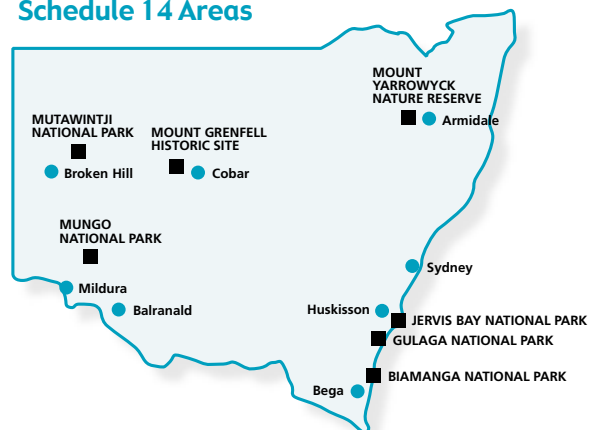 Schedule 14 Areas
MOUNT
YARROWYCK
NATURE RESERVE
Armidale
MUTAWINTJI
NATIONAL PARK
MOUNT GRENFELL
HISTORIC SITE
Broken Hill
Cobar
MUNGO
NATIONAL PARK
Sydney
Mildura
Balranald
Huskisson
JERVIS BAY NATIONAL PARK
GULAGA NATIONAL PARK
BIAMANGA NATIONAL PARK
Bega